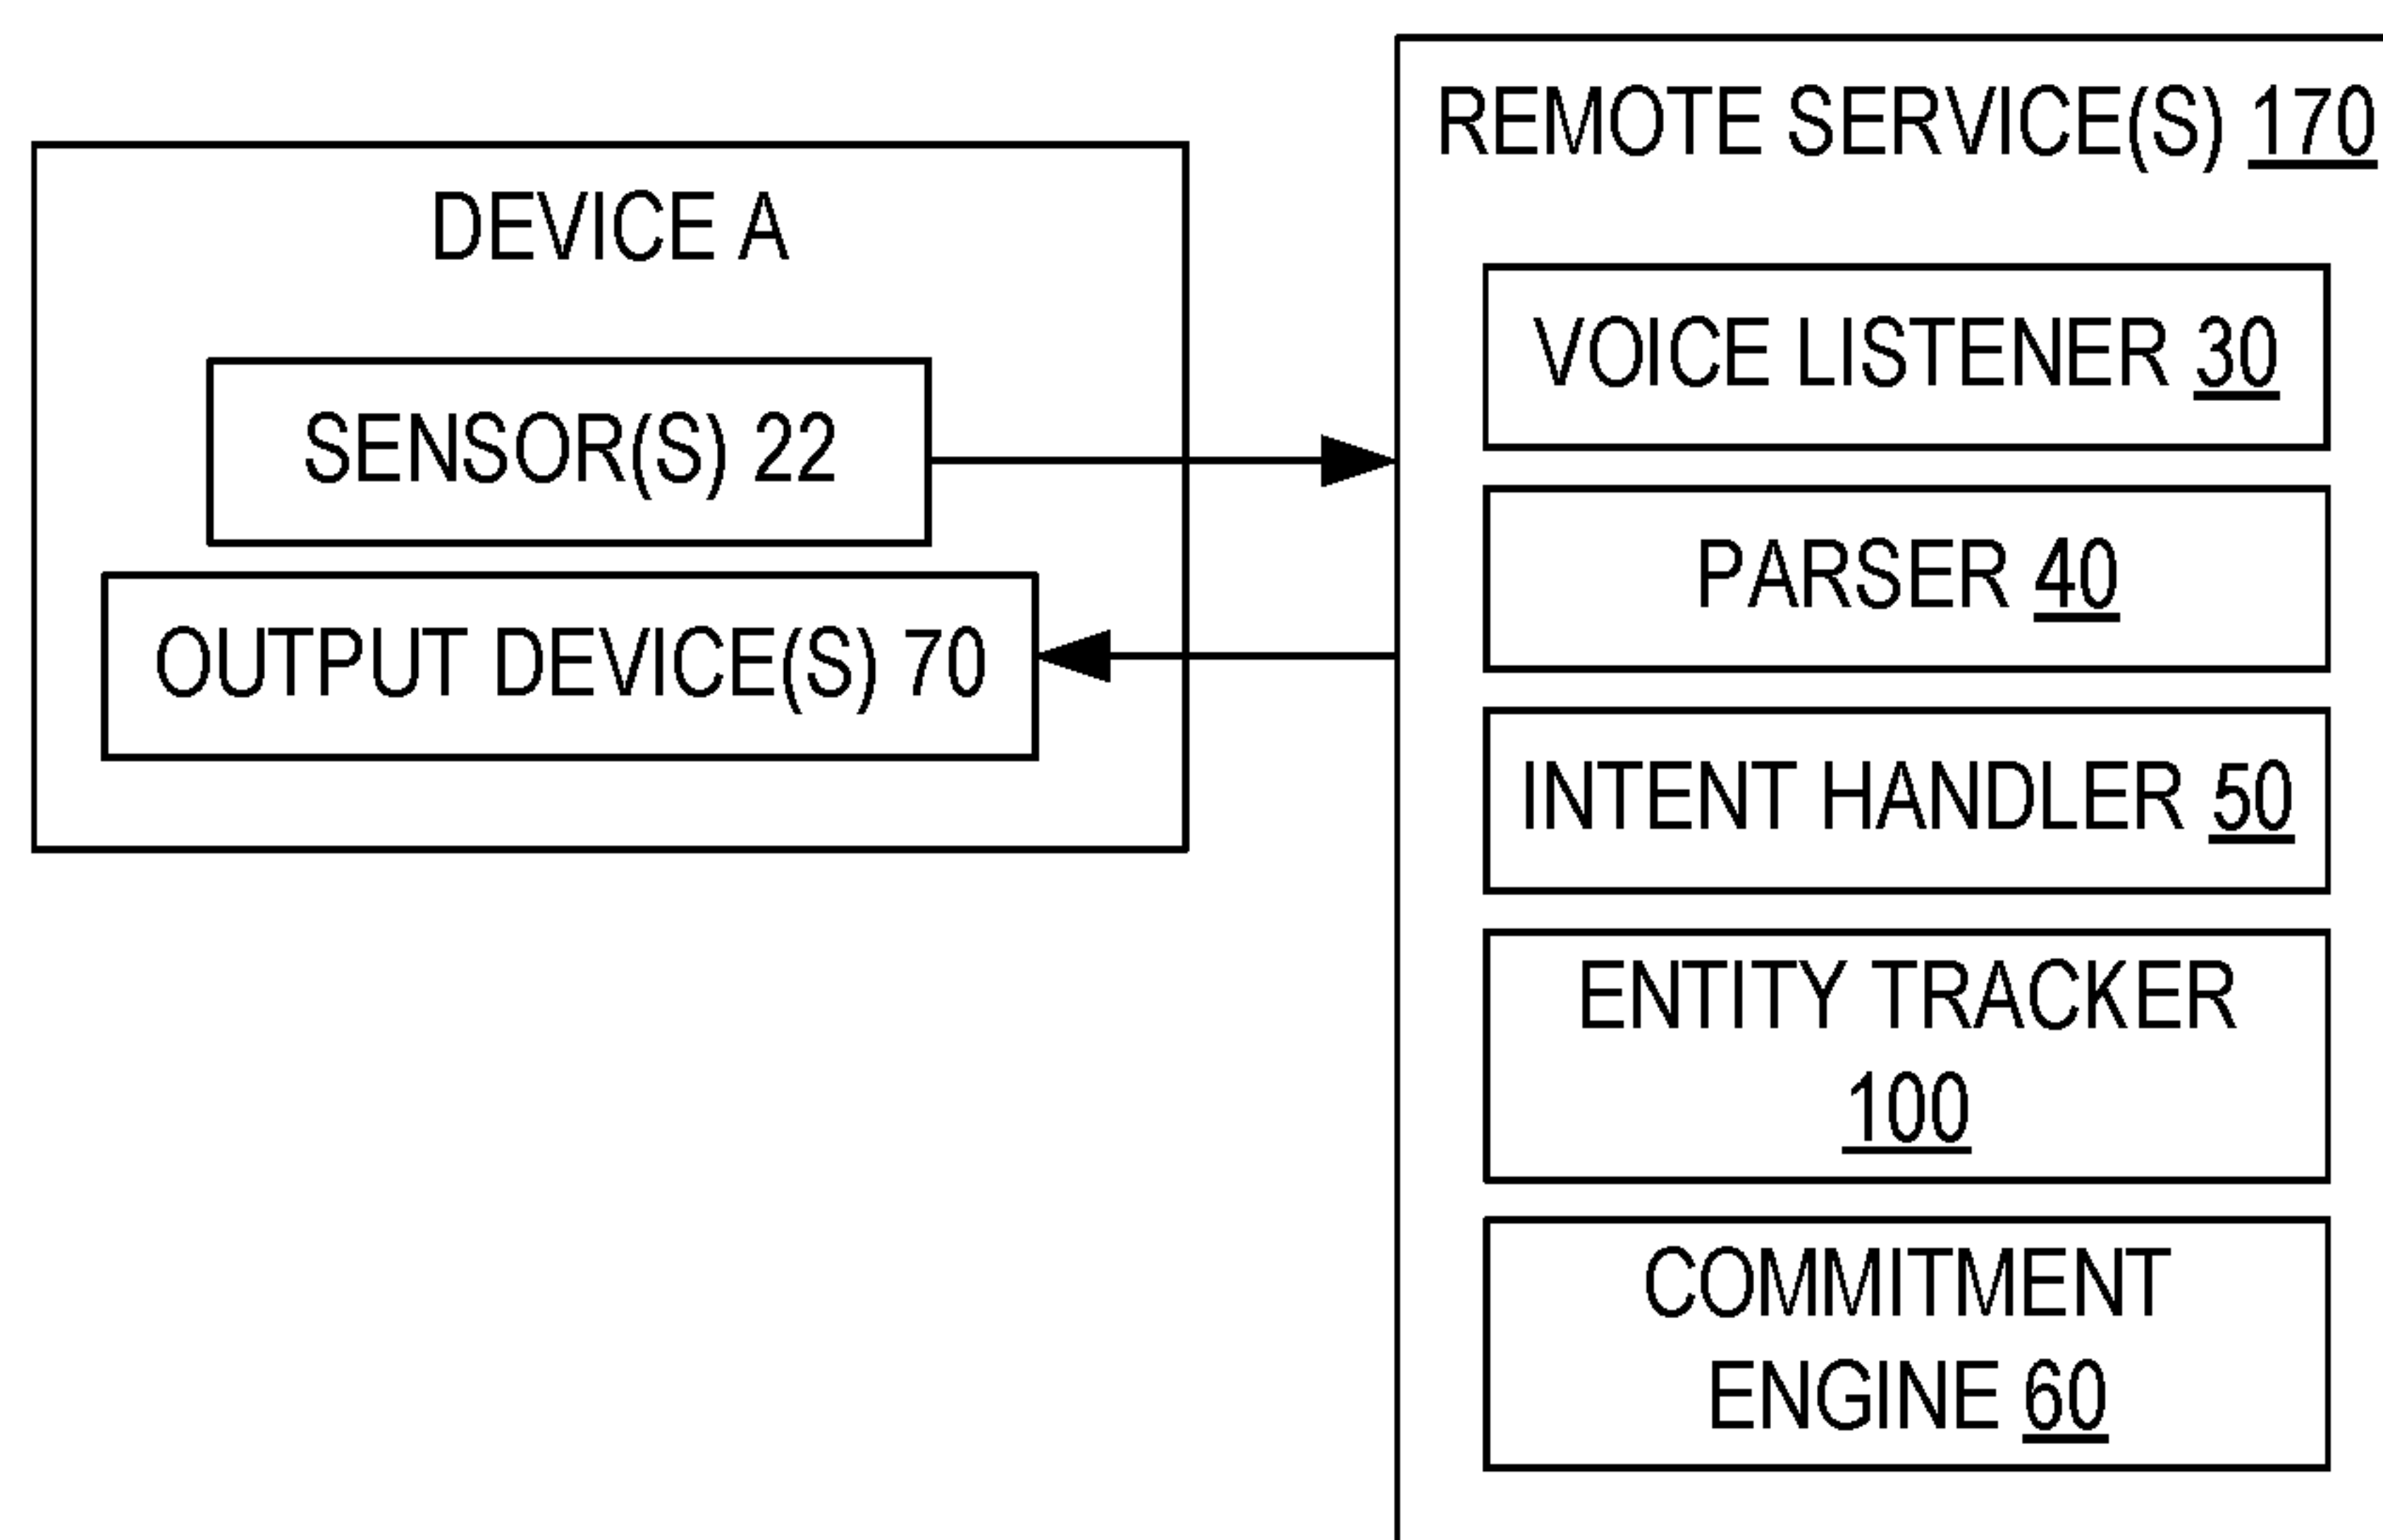 DEVICE A
SENSOR(S) 22
OUTPUT DEVICE(S) 70
REMOTE SERVICE(S) 170
VOICE LISTENER 30
PARSER 40
INTENT HANDLER 50
ENTITY TRACKER
100
COMMITMENT
ENGINE 60